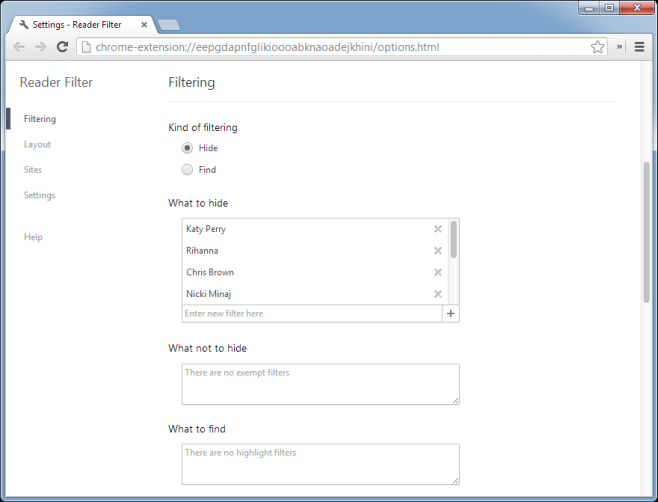 Settings - Reader Filter
chrome-extension://eepgdapnfglikioooabknaoadejkhini/options.html
Reader Filter
Filtering
Layout
Sites
Settings
Help
Filtering
Kind of filtering
Hide
Find
What to hide
Katy Perry
Rihanna
Chris Brown
Nicki Minaj
Enter new filter here
What not to hide
There are no exempt filters
What to find
There are no highlight filters